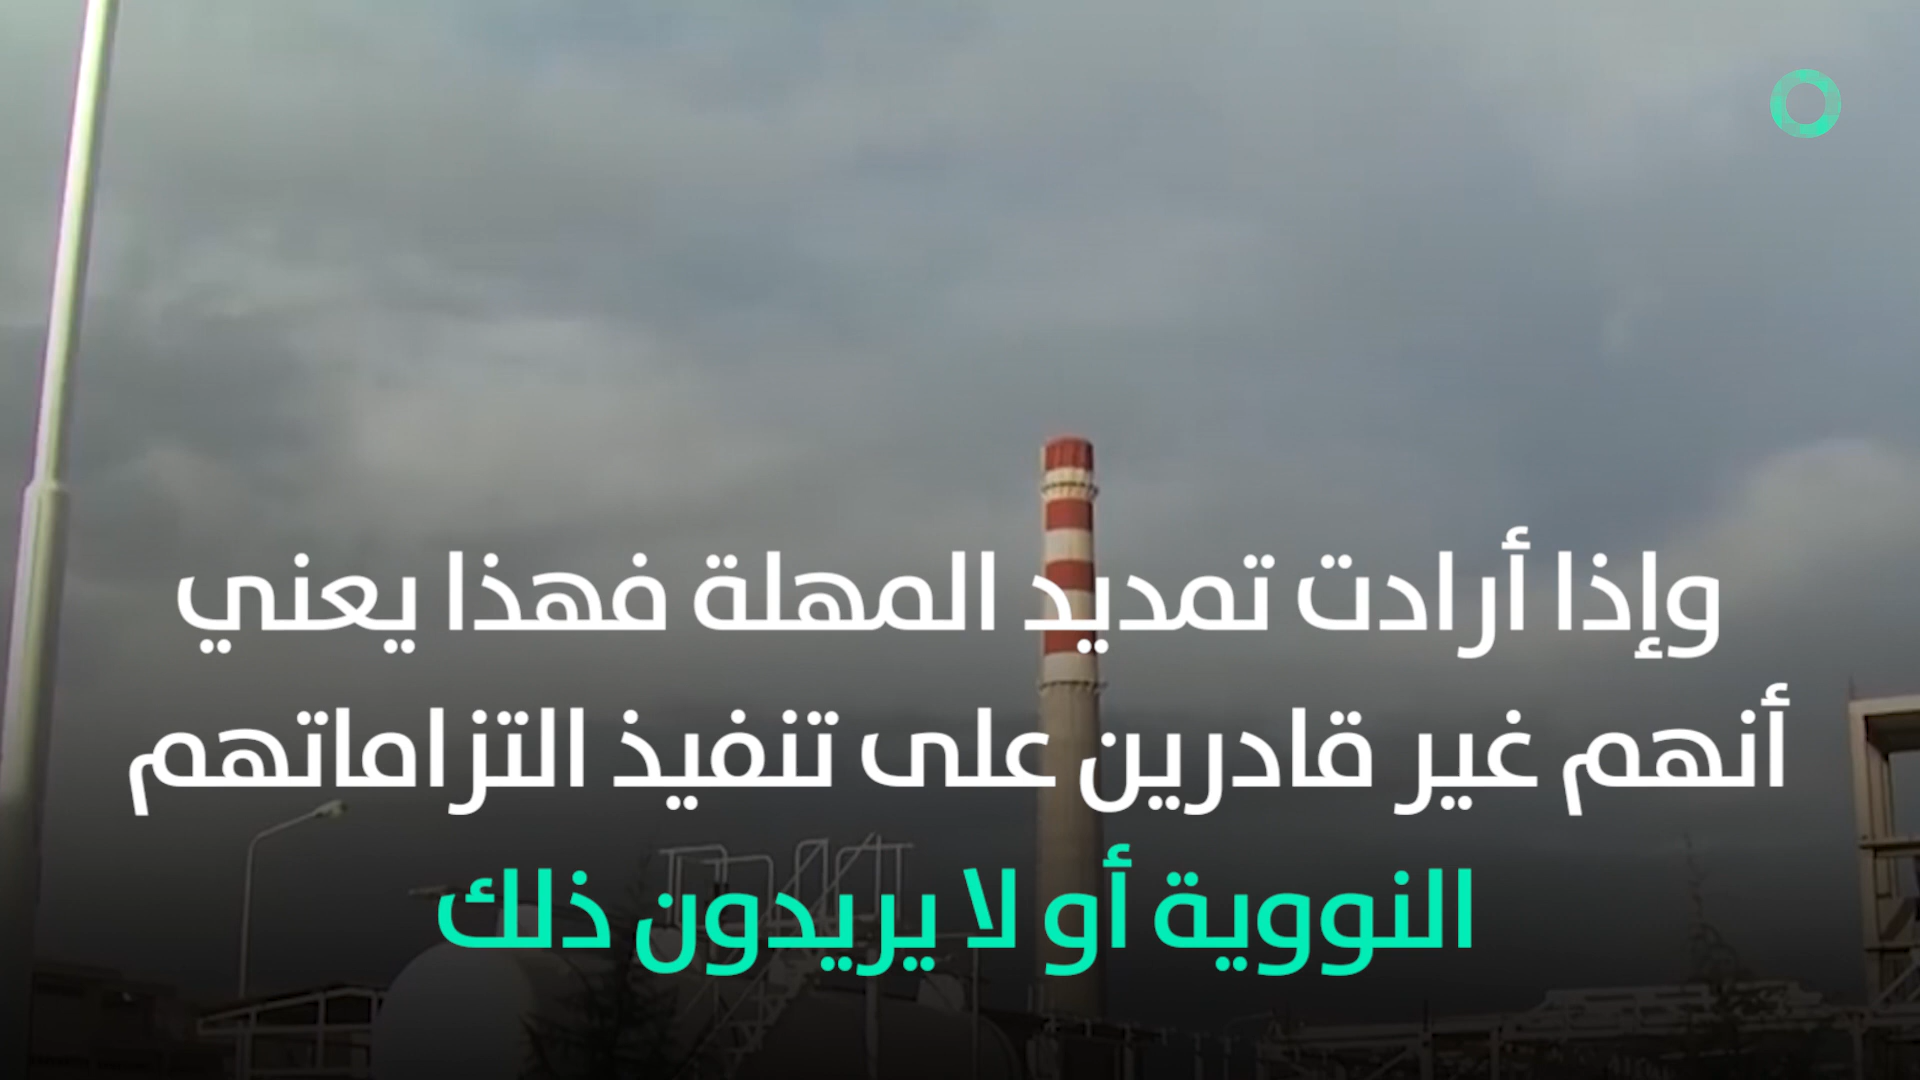 وإذا أرادت تمديد المهلة فهذا يعني
أنهم غير قادرين على تنفيذ التزاماتهم
النووية أو لا يريدون ذلك